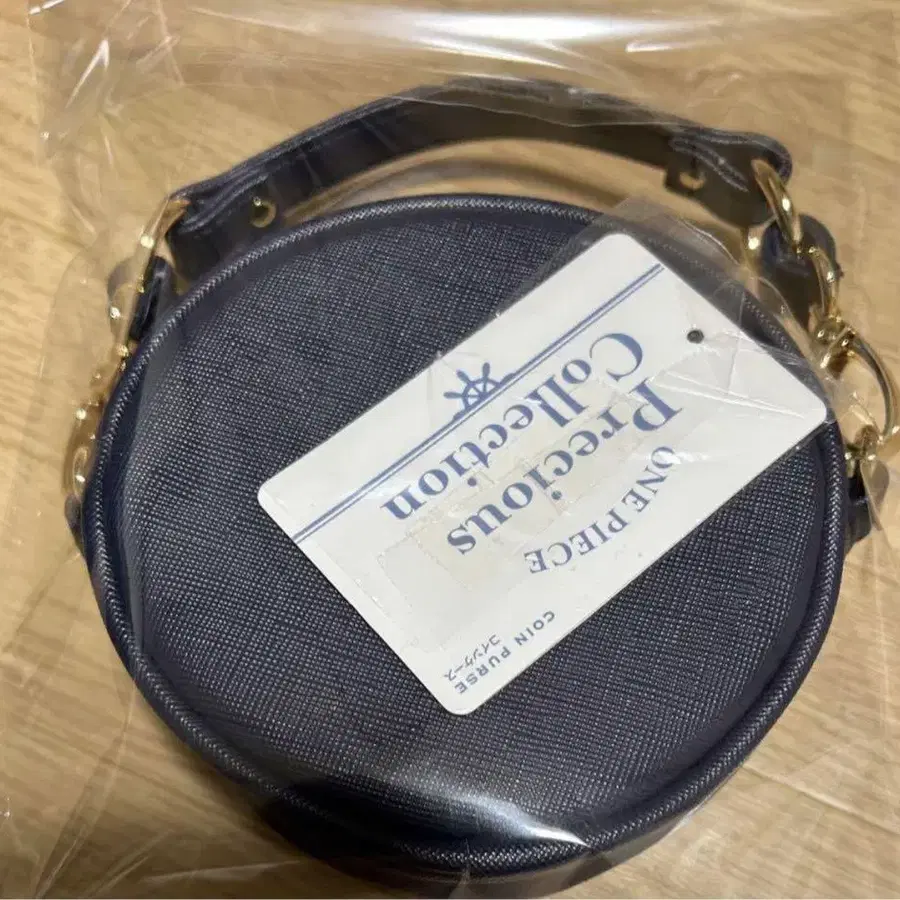 ONE PIECE
Precious
Collection
COIN PURSE
コインケース